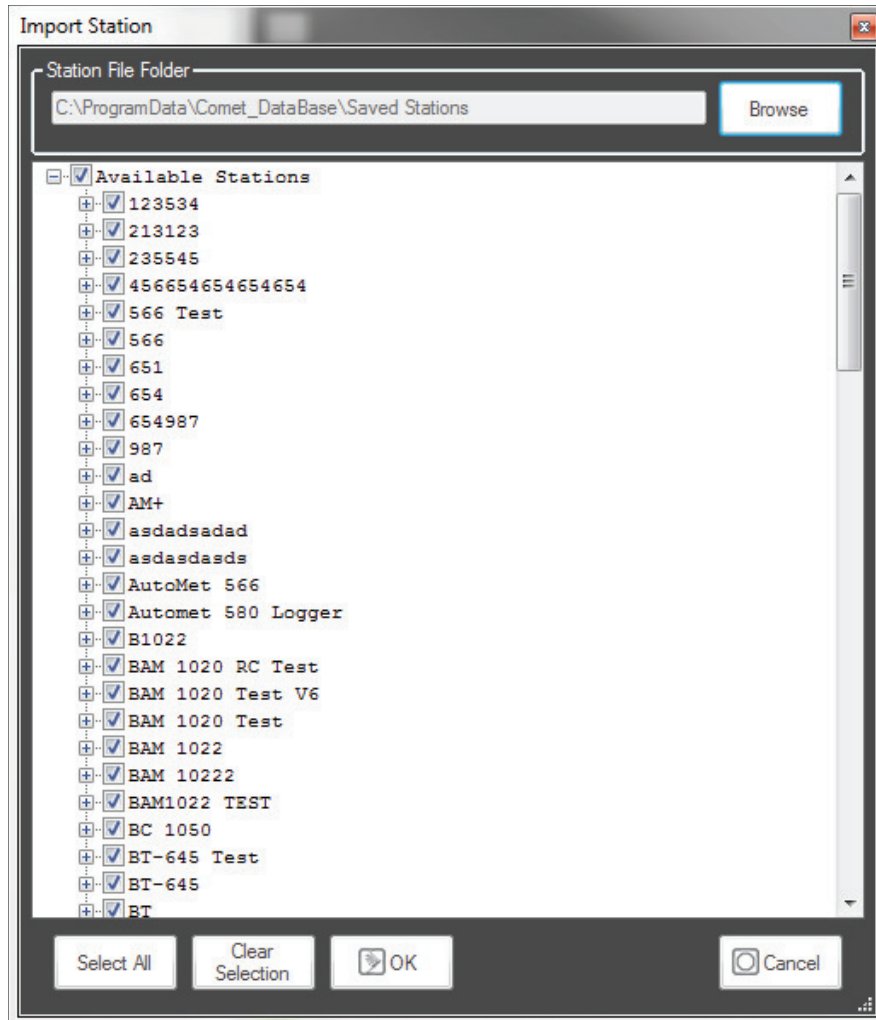 Import Station
Station File Folder
C:\ProgramData\Comet_DataBase\Saved Stations
Browse
Available Stations
123534
213123
235545
456654654654654
566 Test
566
651
654
654987
987
ad
AM+
asdadsadad
asdasdasds
AutoMet 566
Automet 580 Logger
B1022
BAM 1020 RC Test
BAM 1020 Test V6
BAM 1020 Test
BAM 1022
BAM 10222
BAM1022 TEST
BC 1050
BT-645 Test
BT-645
BT
Select All
Clear
Selection
OK
Cancel